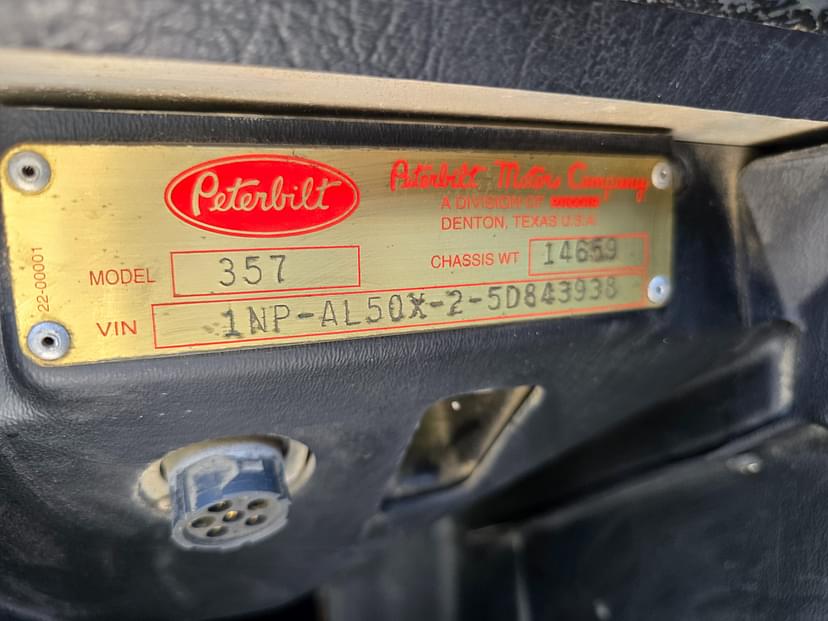 Peterbilt
Peterbilt Motors Company
A DIVISION OF
DENTON, TEXAS U.S.A.
MODEL 357
CHASSIS WT 14659
VIN 1NP-AL50X-2-5D843938
22-00001